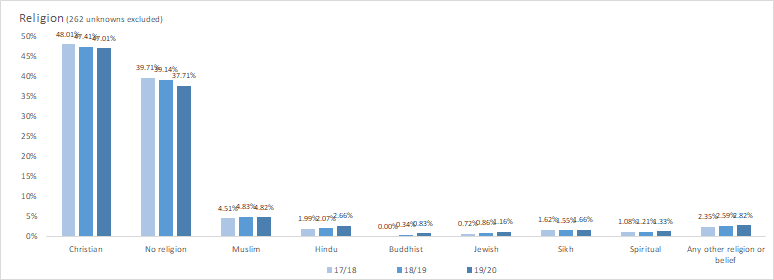 Religion (262 unknowns excluded)
50%
45%
40%
35%
30%
25%
20%
15%
10%
5%
0%
48.01% 47.41% 47.01%
39.71% 39.14% 37.71%
4.51% 4.83% 4.82%
1.99% 2.07% 2.66%
0.00% 0.34% 0.83%
0.72% 0.86% 1.16%
1.62% 1.55% 1.66%
1.08% 1.21% 1.33%
2.35% 2.59% 2.82%
Christian No religion Muslim Hindu Buddhist Jewish Sikh Spiritual Any other religion or
belief
17/18 18/19 19/20